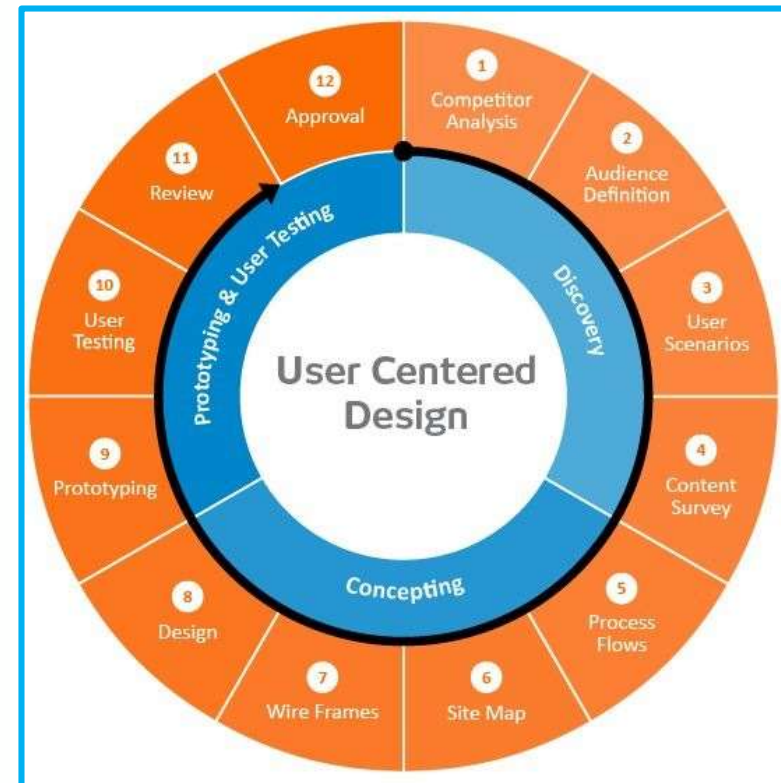 User Centered
Design
Discovery
Concepting
Prototyping & User Testing
1
Competitor
Analysis
2
Audience
Definition
3
User
Scenarios
4
Content
Survey
5
Process
Flows
6
Site Map
7
Wire Frames
8
Design
9
Prototyping
10
User
Testing
11
Review
12
Approval